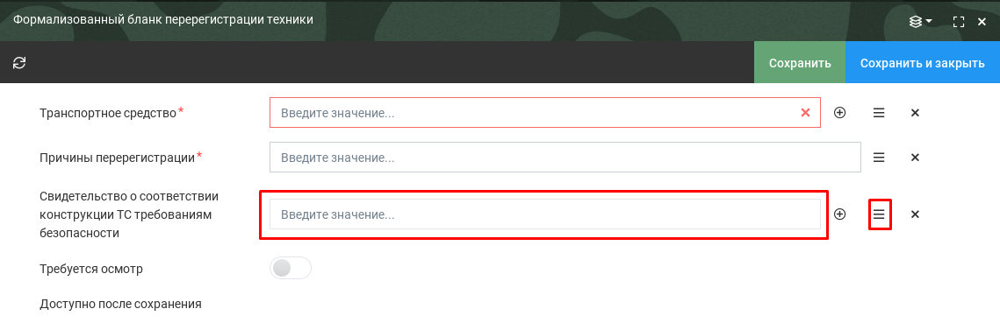 Формализованный бланк перерегистрации техники
Сохранить
Сохранить и закрыть
Транспортное средство*
Введите значение...
Причины перерегистрации*
Введите значение...
Свидетельство о соответствии
конструкции ТС требованиям
безопасности
Введите значение...
Требуется осмотр
Доступно после сохранения